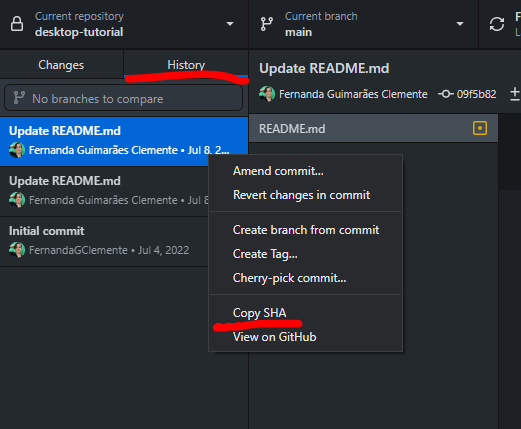 Current repository
desktop-tutorial
Current branch
main
F
L
Changes
History
No branches to compare
Update README.md
Fernanda Guimarães Clemente • Jul 8, 2...
Update README.md
Fernanda Guimarães Clemente • Jul 8
Initial commit
FernandaGClemente • Jul 4, 2022
Update README.md
Fernanda Guimarães Clemente
09f5b82
README.md
Amend commit...
Revert changes in commit
Create branch from commit
Create Tag...
Cherry-pick commit...
Copy SHA
View on GitHub